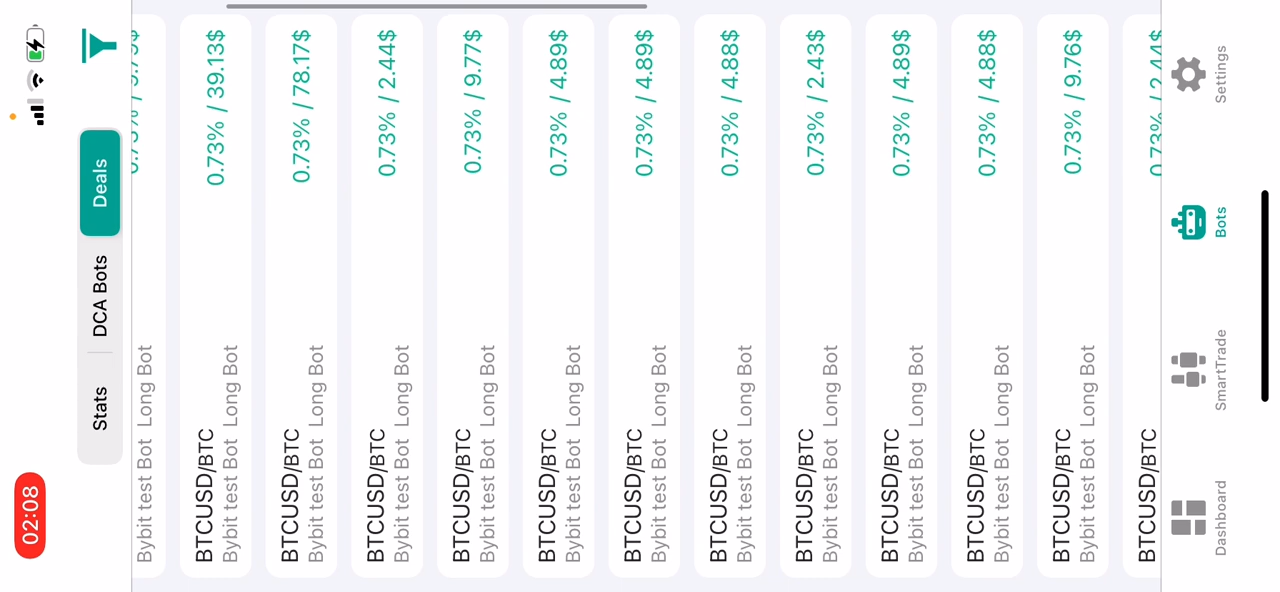 02:08
Stats
DCA Bots
Deals
Bybit test Bot Long Bot
BTCUSD/BTC
0.73% / 39.13$
Bybit test Bot Long Bot
BTCUSD/BTC
0.73% / 78.17$
Bybit test Bot Long Bot
BTCUSD/BTC
0.73% / 2.44$
Bybit test Bot Long Bot
BTCUSD/BTC
0.73% / 9.77$
Bybit test Bot Long Bot
BTCUSD/BTC
0.73% / 4.89$
Bybit test Bot Long Bot
BTCUSD/BTC
0.73% / 4.89$
Bybit test Bot Long Bot
BTCUSD/BTC
0.73% / 4.88$
Bybit test Bot Long Bot
BTCUSD/BTC
0.73% / 2.43$
Bybit test Bot Long Bot
BTCUSD/BTC
0.73% / 4.89$
Bybit test Bot Long Bot
BTCUSD/BTC
0.73% / 4.88$
Bybit test Bot Long Bot
BTCUSD/BTC
0.73% / 9.76$
Bybit test Bot Long Bot
BTCUSD/BTC
0.73% / 2.44$
Dashboard
SmartTrade
Bots
Settings